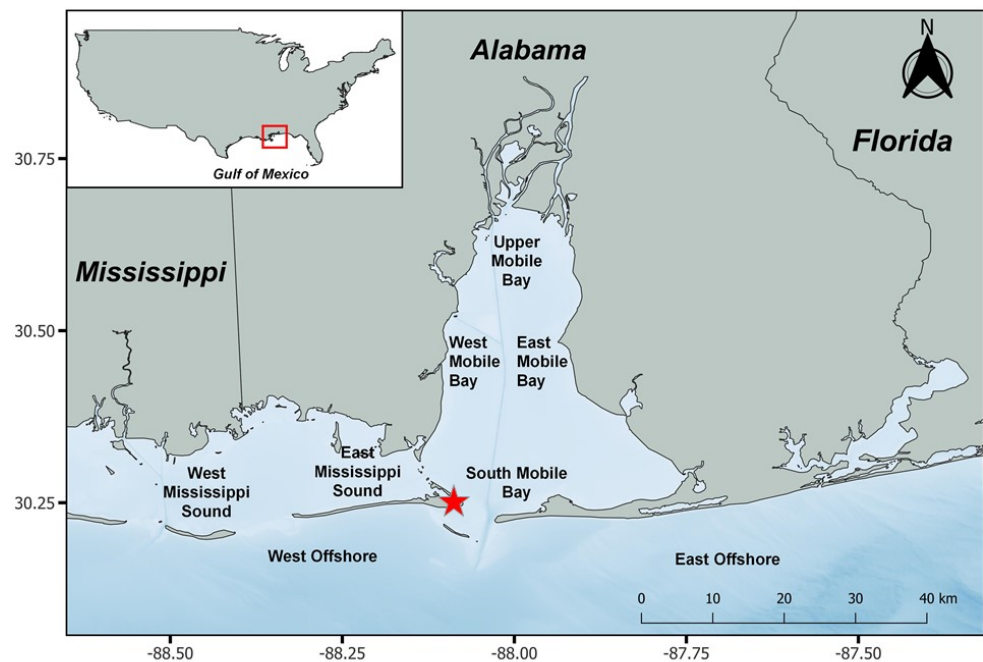 Alabama
N
Florida
Gulf of Mexico
30.75
Mississippi
Upper
Mobile
Bay
30.50
West
Mobile
Bay
East
Mobile
Bay
West
Mississippi
Sound
East
Mississippi
Sound
South Mobile
Bay
30.25
West Offshore
East Offshore
0 10 20 30 40 km
-88.50 -88.25 -88.00 -87.75 -87.50